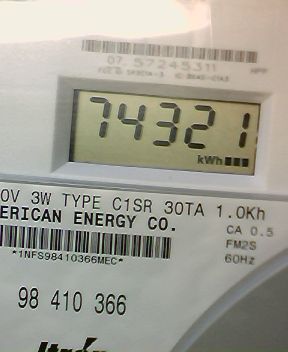 07 57245311
74321
kWh
0V 3W TYPE C1SR 30TA 1.0Kh
ERICAN ENERGY CO.
CA 0.5
FM2S
60Hz
*1NFS98410366MEC*
98 410 366
Itrón